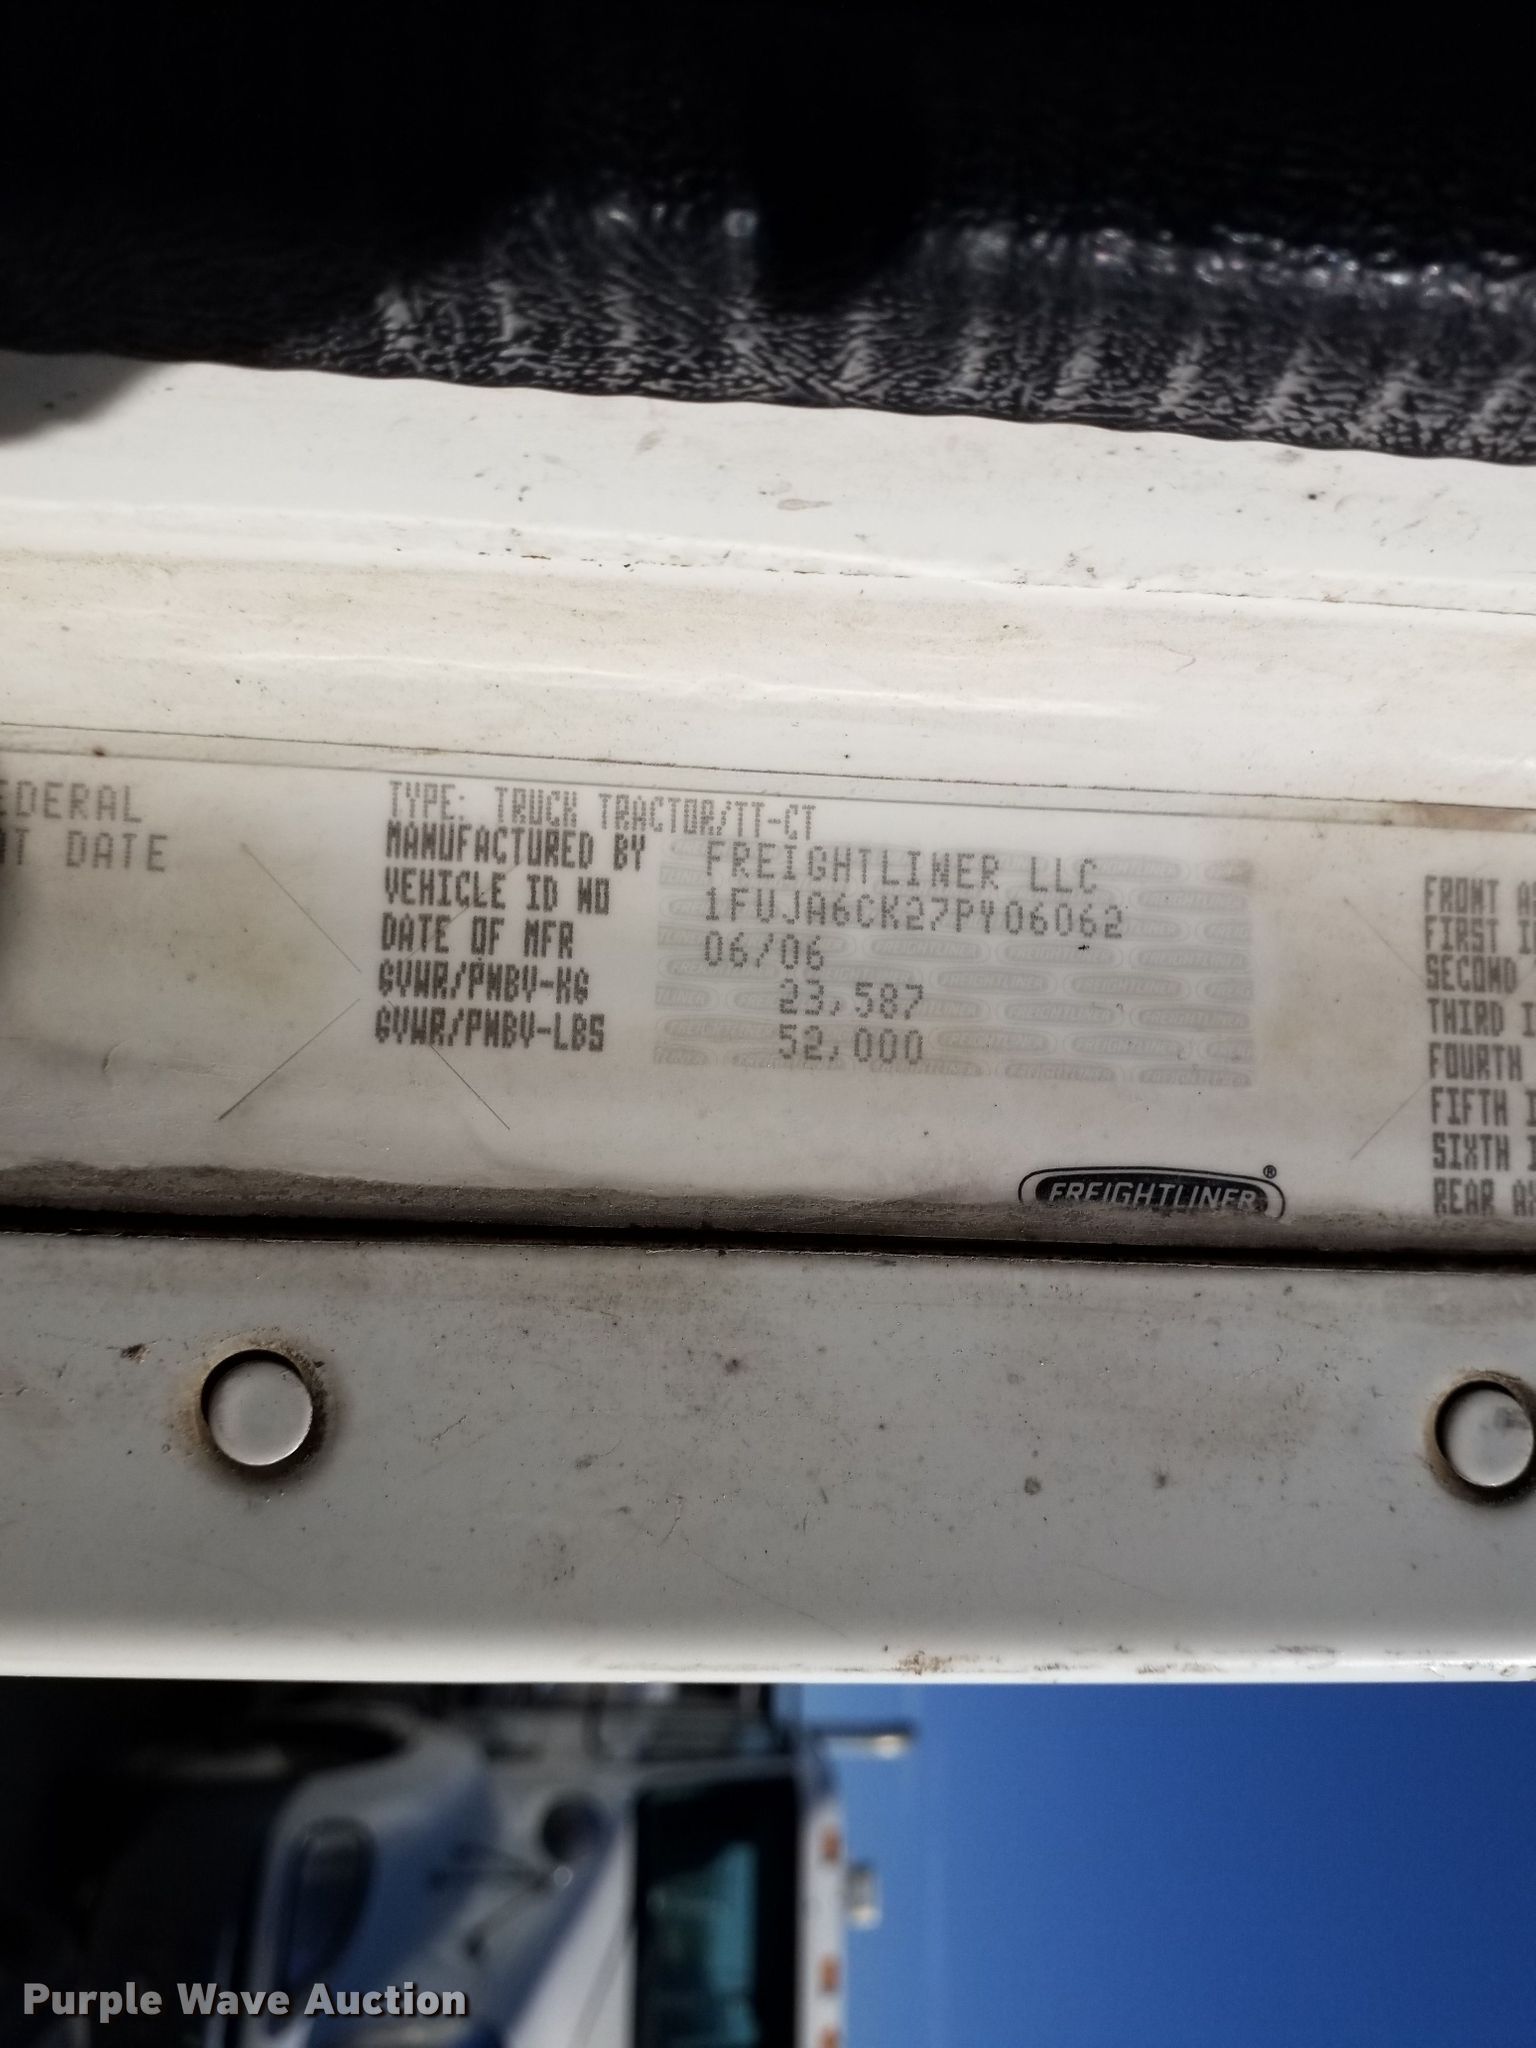 EDERAL
AT DATE
TYPE: TRUCK TRACTOR/TT-CT
MANUFACTURED BY FREIGHTLINER LLC
VEHICLE ID NO 1FUJA6CK27PY06062
DATE OF MFR 06/06
GVWR/PNBV-KG 23,587
GVWR/PNBV-LBS 52,000
FREIGHTLINER®
FRONT A
FIRST I
SECOND
THIRD I
FOURTH
FIFTH I
SIXTH I
REAR AX
Purple Wave Auction